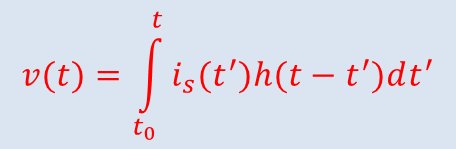 v(t) = ∫_{t₀}^{t} i_s(t′)h(t − t′)dt′